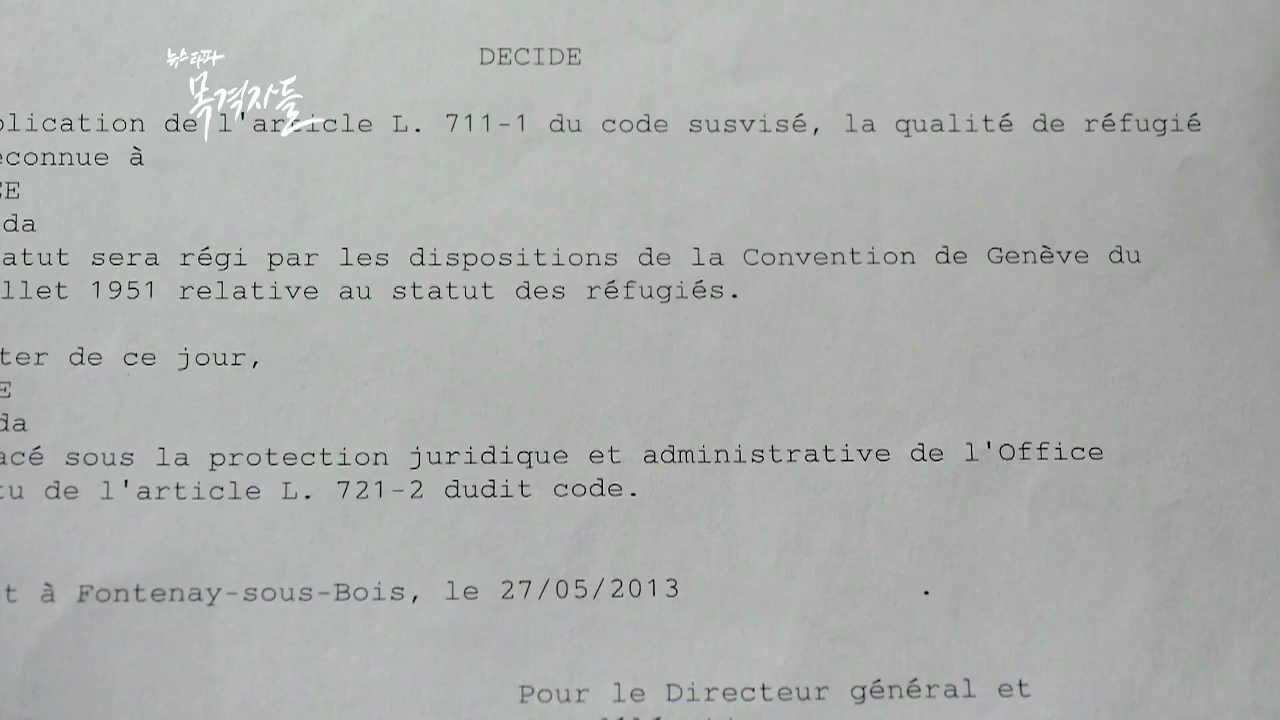 뉴스타파
목격자들
DECIDE
plication de l'article L. 711-1 du code susvisé, la qualité de réfugié
econnue à
CE
da
atut sera régi par les dispositions de la Convention de Genève du
llet 1951 relative au statut des réfugiés.
ter de ce jour,
E
da
acé sous la protection juridique et administrative de l'Office
tu de l'article L. 721-2 dudit code.
t à Fontenay-sous-Bois, le 27/05/2013
Pour le Directeur général et